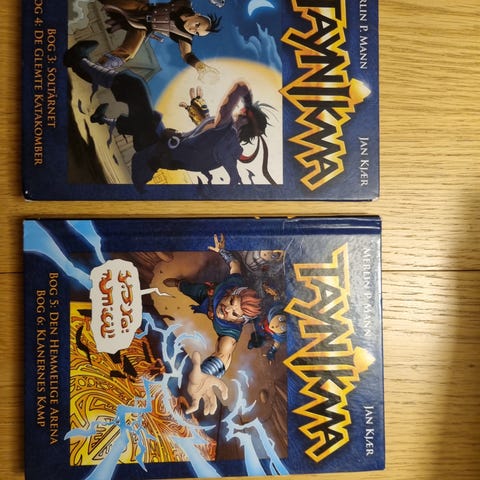 MERLIN P. MANN
JAN KJÆR
TAYNIKMA
BOG 3: SOLTÅRNET
BOG 4: DE GLEMTE KATAKOMBER
MERLIN P. MANN
JAN KJÆR
TAYNIKMA
BOG 5: DEN HEMMELIGE ARENA
BOG 6: KLANERNES KAMP